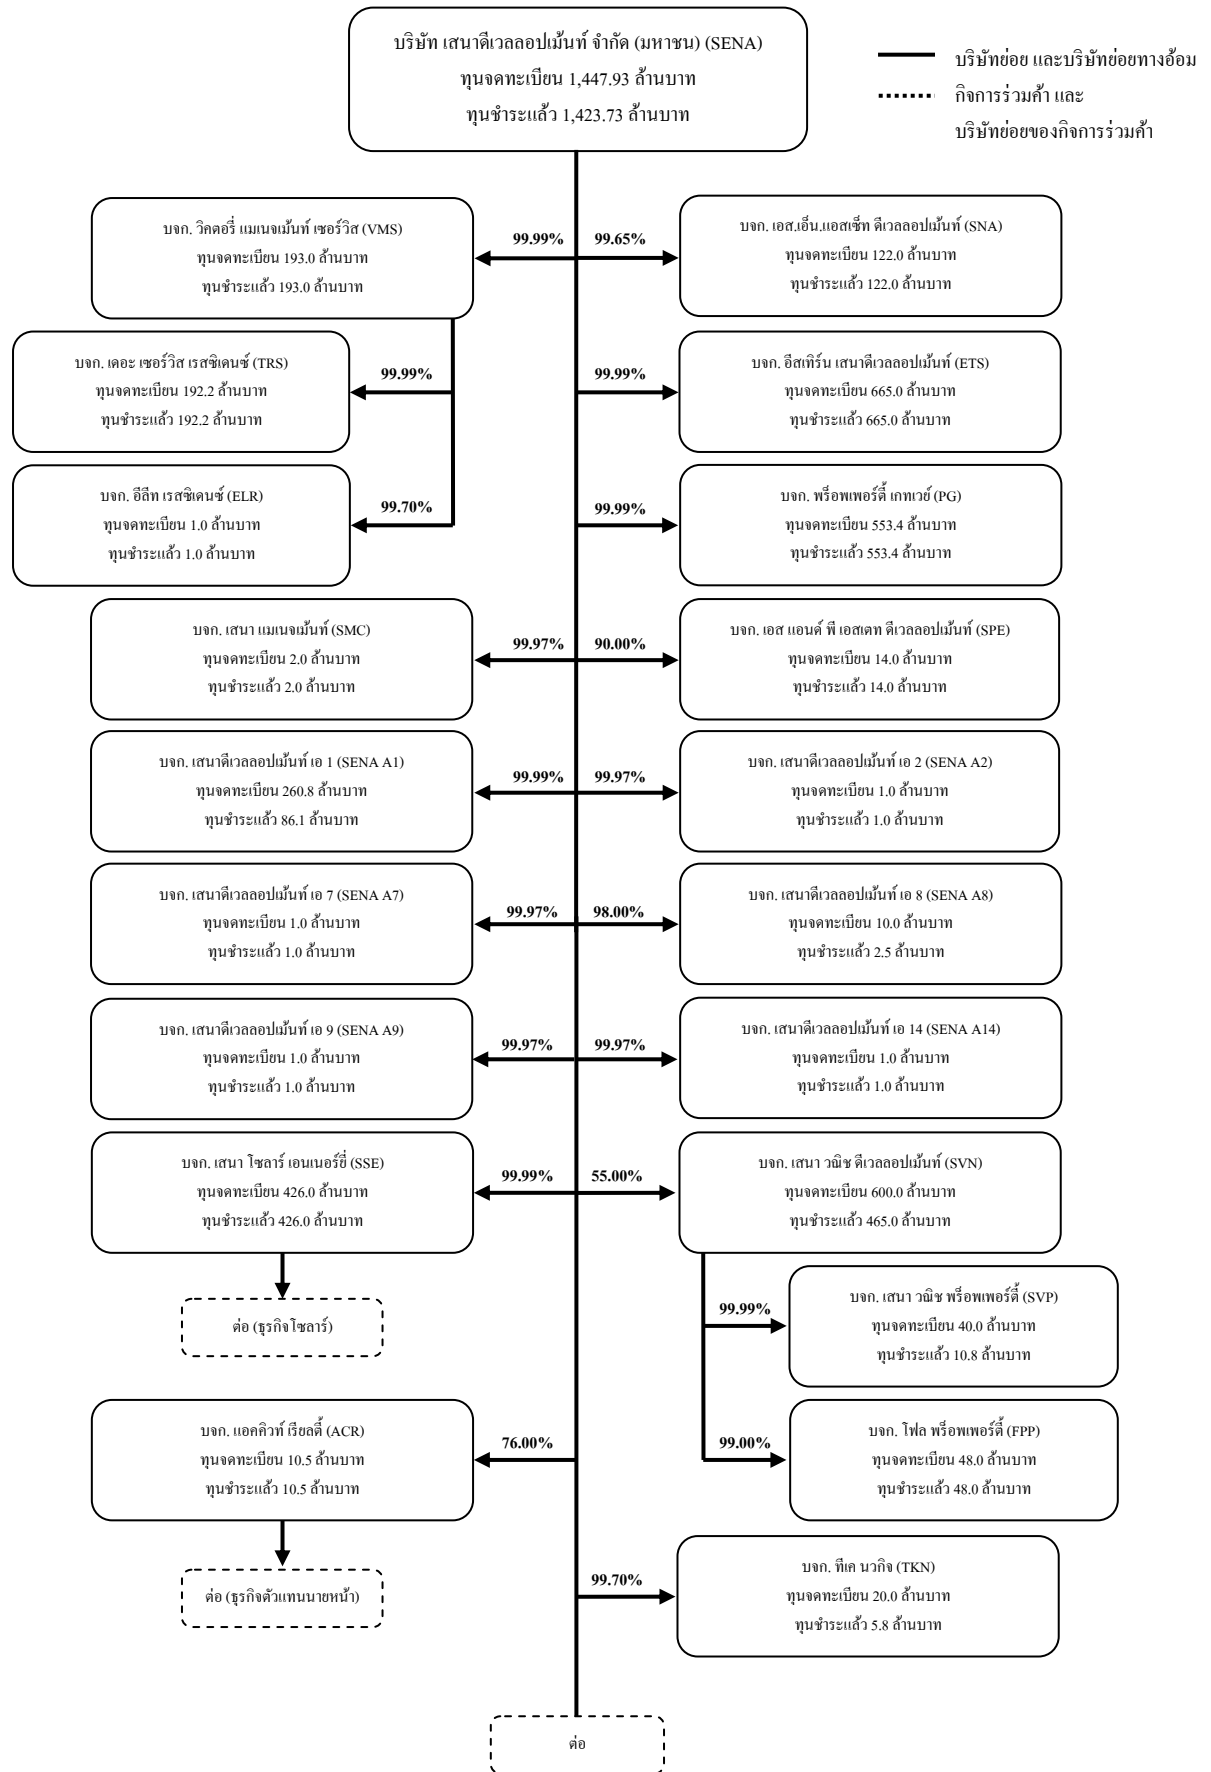 บริษัท เสนาดีเวลลอปเม้นท์ จำกัด (มหาชน) (SENA)
ทุนจดทะเบียน 1,447.93 ล้านบาท
ทุนชำระแล้ว 1,423.73 ล้านบาท
บริษัทย่อย และบริษัทย่อยทางอ้อม
กิจการร่วมค้า และ
บริษัทย่อยของกิจการร่วมค้า
บจก. วิคตอรี่ แมเนจเม้นท์ เซอร์วิส (VMS)
ทุนจดทะเบียน 193.0 ล้านบาท
ทุนชำระแล้ว 193.0 ล้านบาท
99.99%
99.65%
บจก. เอส.เอ็น.แอสเซ็ท ดีเวลลอปเม้นท์ (SNA)
ทุนจดทะเบียน 122.0 ล้านบาท
ทุนชำระแล้ว 122.0 ล้านบาท
บจก. เดอะ เซอร์วิส เรสซิเดนซ์ (TRS)
ทุนจดทะเบียน 192.2 ล้านบาท
ทุนชำระแล้ว 192.2 ล้านบาท
99.99%
99.99%
บจก. อีสเทิร์น เสนาดีเวลลอปเม้นท์ (ETS)
ทุนจดทะเบียน 665.0 ล้านบาท
ทุนชำระแล้ว 665.0 ล้านบาท
บจก. อีลีท เรสซิเดนซ์ (ELR)
ทุนจดทะเบียน 1.0 ล้านบาท
ทุนชำระแล้ว 1.0 ล้านบาท
99.70%
99.99%
บจก. พร็อพเพอร์ตี้ เกทเวย์ (PG)
ทุนจดทะเบียน 553.4 ล้านบาท
ทุนชำระแล้ว 553.4 ล้านบาท
บจก. เสนา แมเนจเม้นท์ (SMC)
ทุนจดทะเบียน 2.0 ล้านบาท
ทุนชำระแล้ว 2.0 ล้านบาท
99.97%
90.00%
บจก. เอส แอนด์ พี เอสเตท ดีเวลลอปเม้นท์ (SPE)
ทุนจดทะเบียน 14.0 ล้านบาท
ทุนชำระแล้ว 14.0 ล้านบาท
บจก. เสนาดีเวลลอปเม้นท์ เอ 1 (SENA A1)
ทุนจดทะเบียน 260.8 ล้านบาท
ทุนชำระแล้ว 86.1 ล้านบาท
99.99%
99.97%
บจก. เสนาดีเวลลอปเม้นท์ เอ 2 (SENA A2)
ทุนจดทะเบียน 1.0 ล้านบาท
ทุนชำระแล้ว 1.0 ล้านบาท
บจก. เสนาดีเวลลอปเม้นท์ เอ 7 (SENA A7)
ทุนจดทะเบียน 1.0 ล้านบาท
ทุนชำระแล้ว 1.0 ล้านบาท
99.97%
98.00%
บจก. เสนาดีเวลลอปเม้นท์ เอ 8 (SENA A8)
ทุนจดทะเบียน 10.0 ล้านบาท
ทุนชำระแล้ว 2.5 ล้านบาท
บจก. เสนาดีเวลลอปเม้นท์ เอ 9 (SENA A9)
ทุนจดทะเบียน 1.0 ล้านบาท
ทุนชำระแล้ว 1.0 ล้านบาท
99.97%
99.97%
บจก. เสนาดีเวลลอปเม้นท์ เอ 14 (SENA A14)
ทุนจดทะเบียน 1.0 ล้านบาท
ทุนชำระแล้ว 1.0 ล้านบาท
บจก. เสนา โซลาร์ เอนเนอร์ยี่ (SSE)
ทุนจดทะเบียน 426.0 ล้านบาท
ทุนชำระแล้ว 426.0 ล้านบาท
99.99%
55.00%
บจก. เสนา วณิช ดีเวลลอปเม้นท์ (SVN)
ทุนจดทะเบียน 600.0 ล้านบาท
ทุนชำระแล้ว 465.0 ล้านบาท
ต่อ (ธุรกิจโซลาร์)
99.99%
บจก. เสนา วณิช พร็อพเพอร์ตี้ (SVP)
ทุนจดทะเบียน 40.0 ล้านบาท
ทุนชำระแล้ว 10.8 ล้านบาท
บจก. แอคคิวท์ เรียลตี้ (ACR)
ทุนจดทะเบียน 10.5 ล้านบาท
ทุนชำระแล้ว 10.5 ล้านบาท
76.00%
99.00%
บจก. โฟล พร็อพเพอร์ตี้ (FPP)
ทุนจดทะเบียน 48.0 ล้านบาท
ทุนชำระแล้ว 48.0 ล้านบาท
ต่อ (ธุรกิจตัวแทนนายหน้า)
99.70%
บจก. ทีเค นวกิจ (TKN)
ทุนจดทะเบียน 20.0 ล้านบาท
ทุนชำระแล้ว 5.8 ล้านบาท
ต่อ